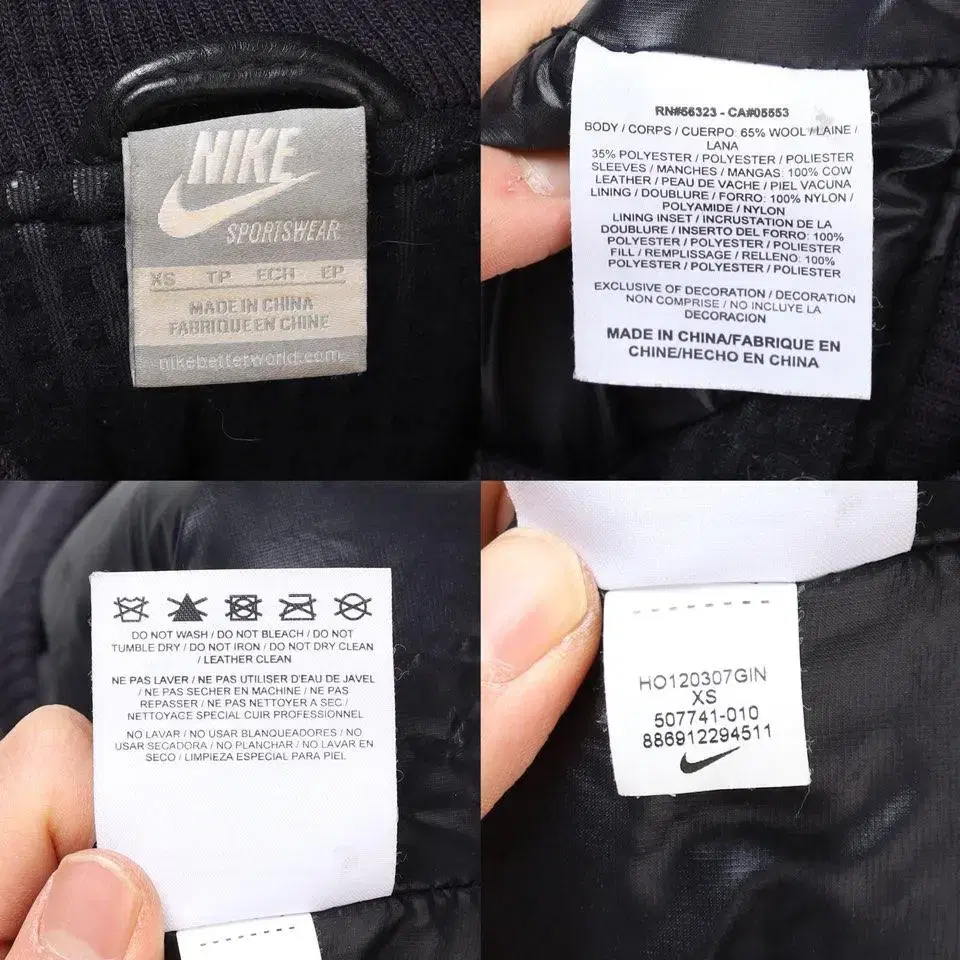 NIKE
SPORTSWEAR
XS TP ECH EP
MADE IN CHINA
FABRIQUE EN CHINE
nikebetterworld.com
RN#56323 - CA#05553
BODY / CORPS / CUERPO: 65% WOOL / LAINE /
LANA
35% POLYESTER / POLYESTER / POLIESTER
SLEEVES / MANCHES / MANGAS: 100% COW
LEATHER / PEAU DE VACHE / PIEL VACUNA
LINING / DOUBLURE / FORRO: 100% NYLON /
POLYAMIDE / NYLON
LINING INSET / INCRUSTATION DE LA
DOUBLURE / INSERTO DEL FORRO: 100%
POLYESTER / POLYESTER / POLIESTER
FILL / REMPLISSAGE / RELLENO: 100%
POLYESTER / POLYESTER / POLIESTER
EXCLUSIVE OF DECORATION / DECORATION
NON COMPRISE / NO INCLUYE LA
DECORACION
MADE IN CHINA/FABRIQUE EN
CHINE/HECHO EN CHINA
DO NOT WASH / DO NOT BLEACH / DO NOT
TUMBLE DRY / DO NOT IRON / DO NOT DRY CLEAN
/ LEATHER CLEAN
NE PAS LAVER / NE PAS UTILISER D'EAU DE JAVEL
/ NE PAS SECHER EN MACHINE / NE PAS
REPASSER / NE PAS NETTOYER A SEC /
NETTOYAGE SPECIAL CUIR PROFESSIONNEL
NO LAVAR / NO USAR BLANQUEADORES / NO
USAR SECADORA / NO PLANCHAR / NO LAVAR EN
SECO / LIMPIEZA ESPECIAL PARA PIEL
HO120307GIN
XS
507741-010
886912294511